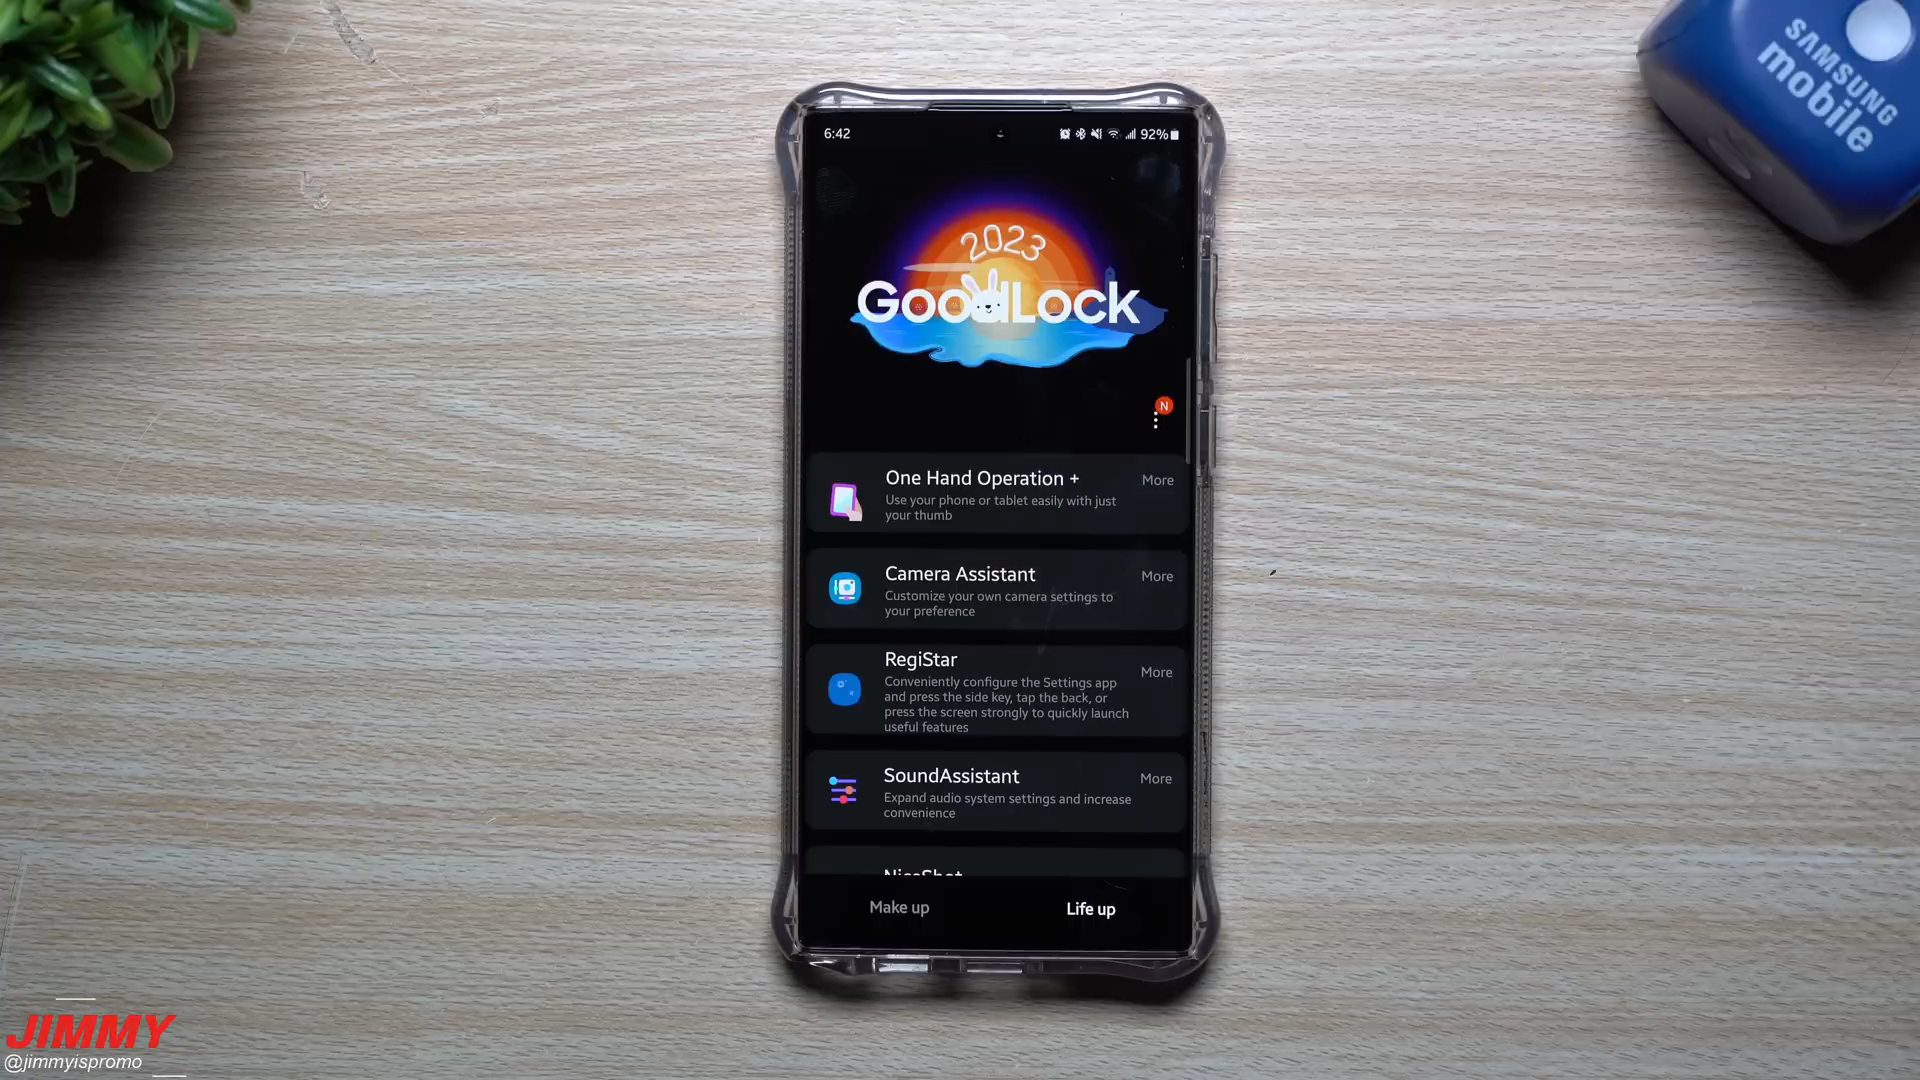 SAMSUNG
mobile
6:42
92%
2023
GoodLock
N
One Hand Operation +
More
Use your phone or tablet easily with just
your thumb
Camera Assistant
More
Customize your own camera settings to
your preference
RegiStar
More
Conveniently configure the Settings app
and press the side key, tap the back, or
press the screen strongly to quickly launch
useful features
SoundAssistant
More
Expand audio system settings and increase
convenience
NiceShot
Make up
Life up
JIMMY
@jimmyispromo